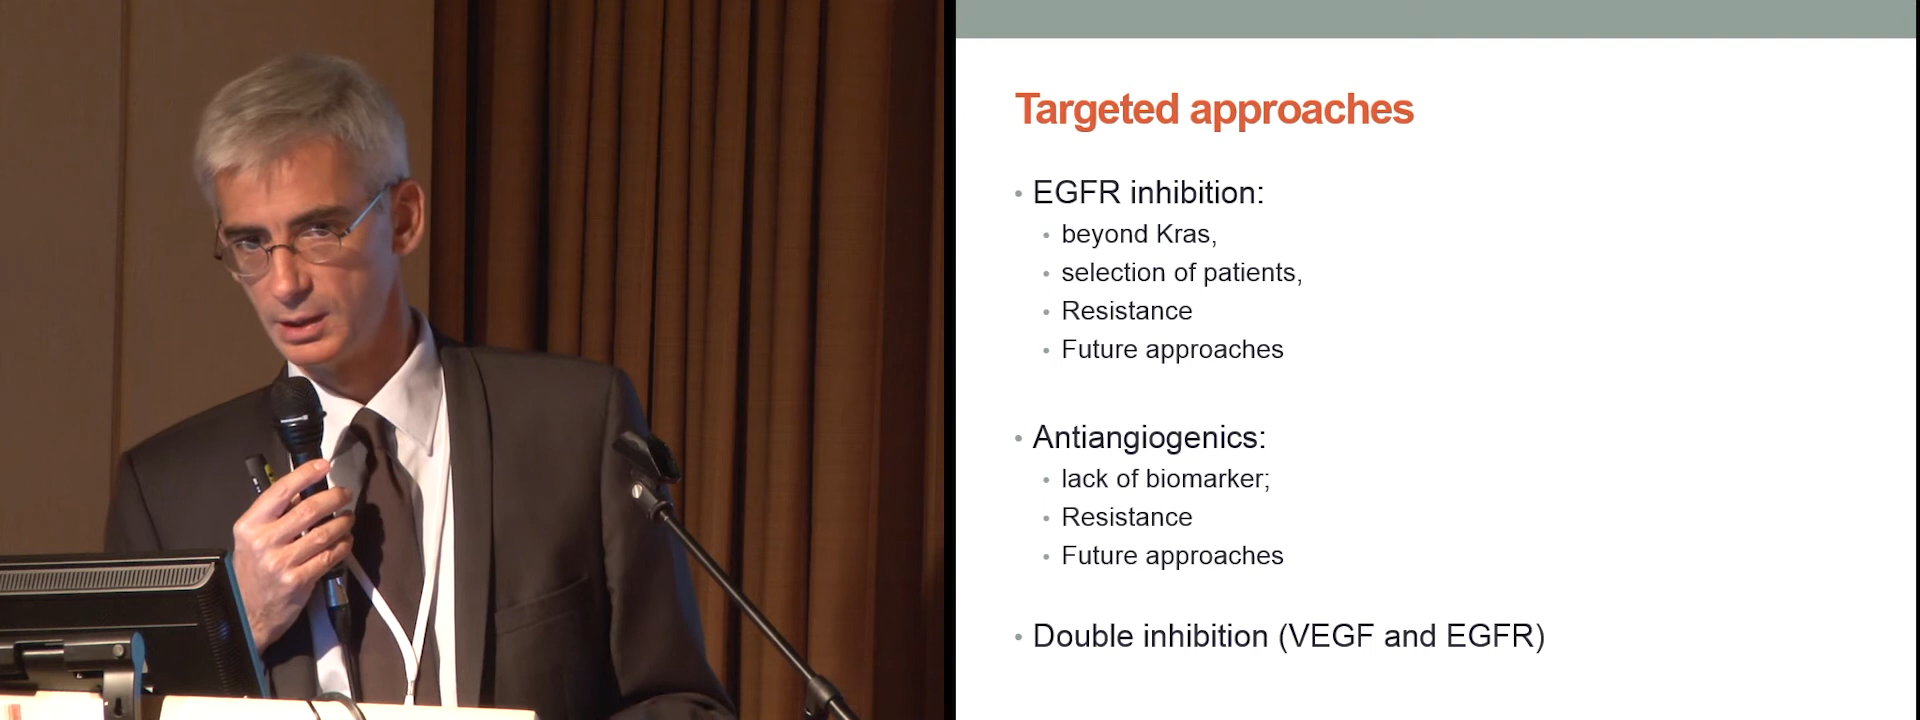 Targeted approaches
• EGFR inhibition:
• beyond Kras,
• selection of patients,
• Resistance
• Future approaches
• Antiangiogenics:
• lack of biomarker;
• Resistance
• Future approaches
• Double inhibition (VEGF and EGFR)